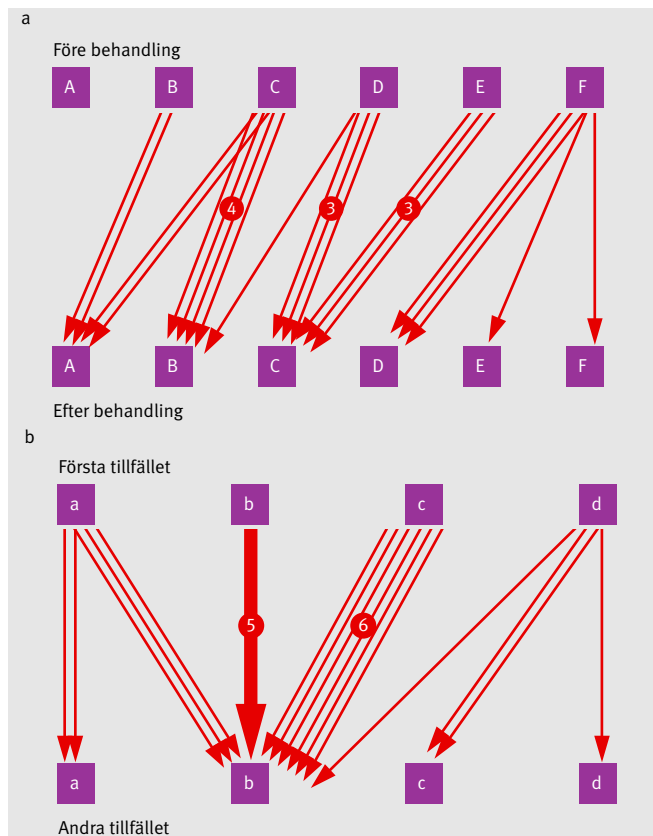 a
Före behandling
A B C D E F
4 3 3
A B C D E F
Efter behandling
b
Första tillfället
a b c d
5 6
a b c d
Andra tillfället